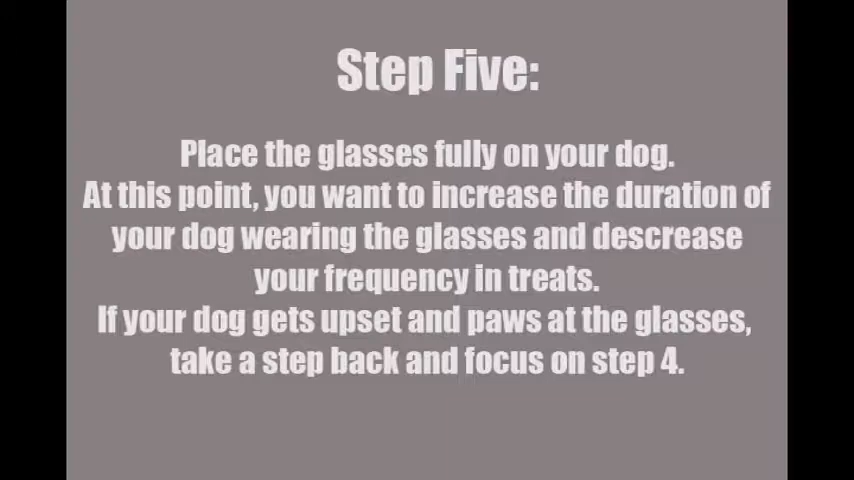 Step Five:
Place the glasses fully on your dog.
At this point, you want to increase the duration of
your dog wearing the glasses and descrease
your frequency in treats.
If your dog gets upset and paws at the glasses,
take a step back and focus on step 4.